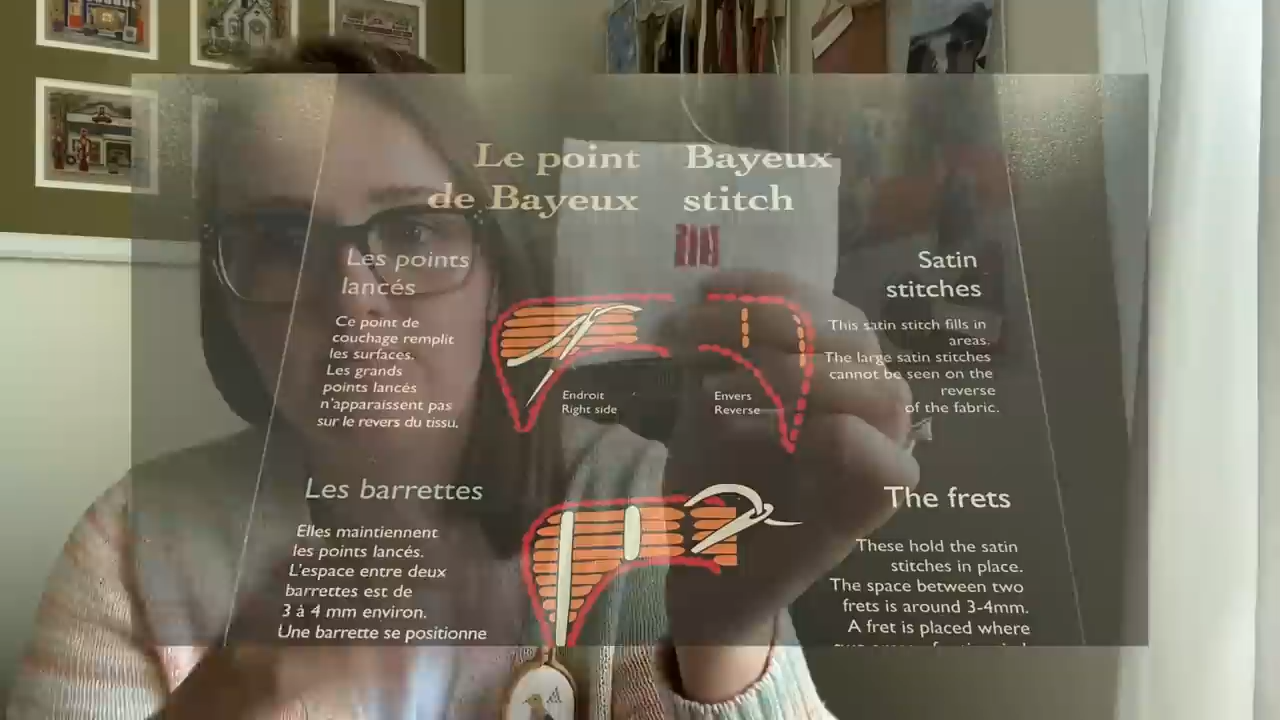 Le point
de Bayeux
Bayeux
stitch
Les points
lancés
Ce point de
couchage remplit
les surfaces.
Les grands
points lancés
n'apparaissent pas
sur le revers du tissu.
Endroit
Right side
Envers
Reverse
Satin
stitches
This satin stitch fills in
areas.
The large satin stitches
cannot be seen on the
reverse
of the fabric.
Les barrettes
Elles maintiennent
les points lancés.
L'espace entre deux
barrettes est de
3 à 4 mm environ.
Une barrette se positionne
The frets
These hold the satin
stitches in place.
The space between two
frets is around 3-4mm.
A fret is placed where